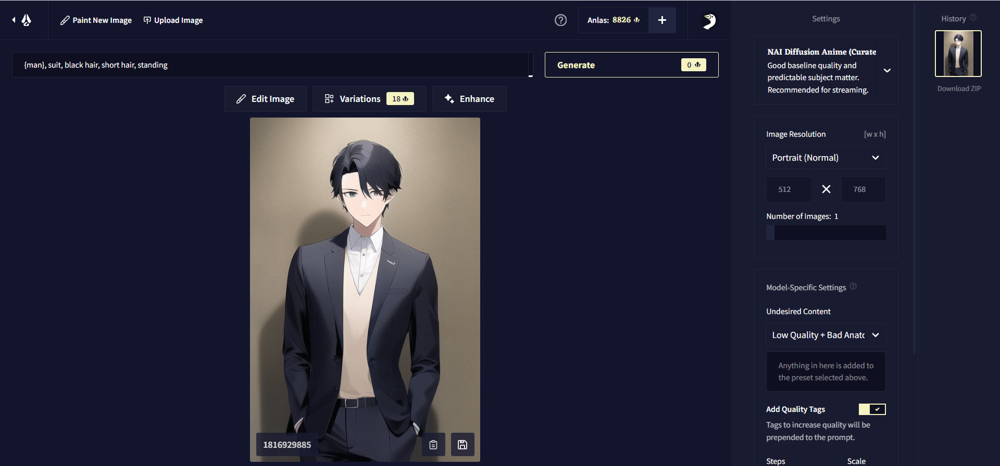 Paint New Image
Upload Image
Anlas: 8826
{man}, suit, black hair, short hair, standing
Generate
0
Edit Image
Variations
18
Enhance
1816929885
Settings
NAI Diffusion Anime (Curate
Good baseline quality and
predictable subject matter.
Recommended for streaming.
Image Resolution
[w x h]
Portrait (Normal)
512
768
Number of Images: 1
Model-Specific Settings
Undesired Content
Low Quality + Bad Anato
Anything in here is added to
the preset selected above.
Add Quality Tags
Tags to increase quality will be
prepended to the prompt.
Steps
Scale
History
Download ZIP